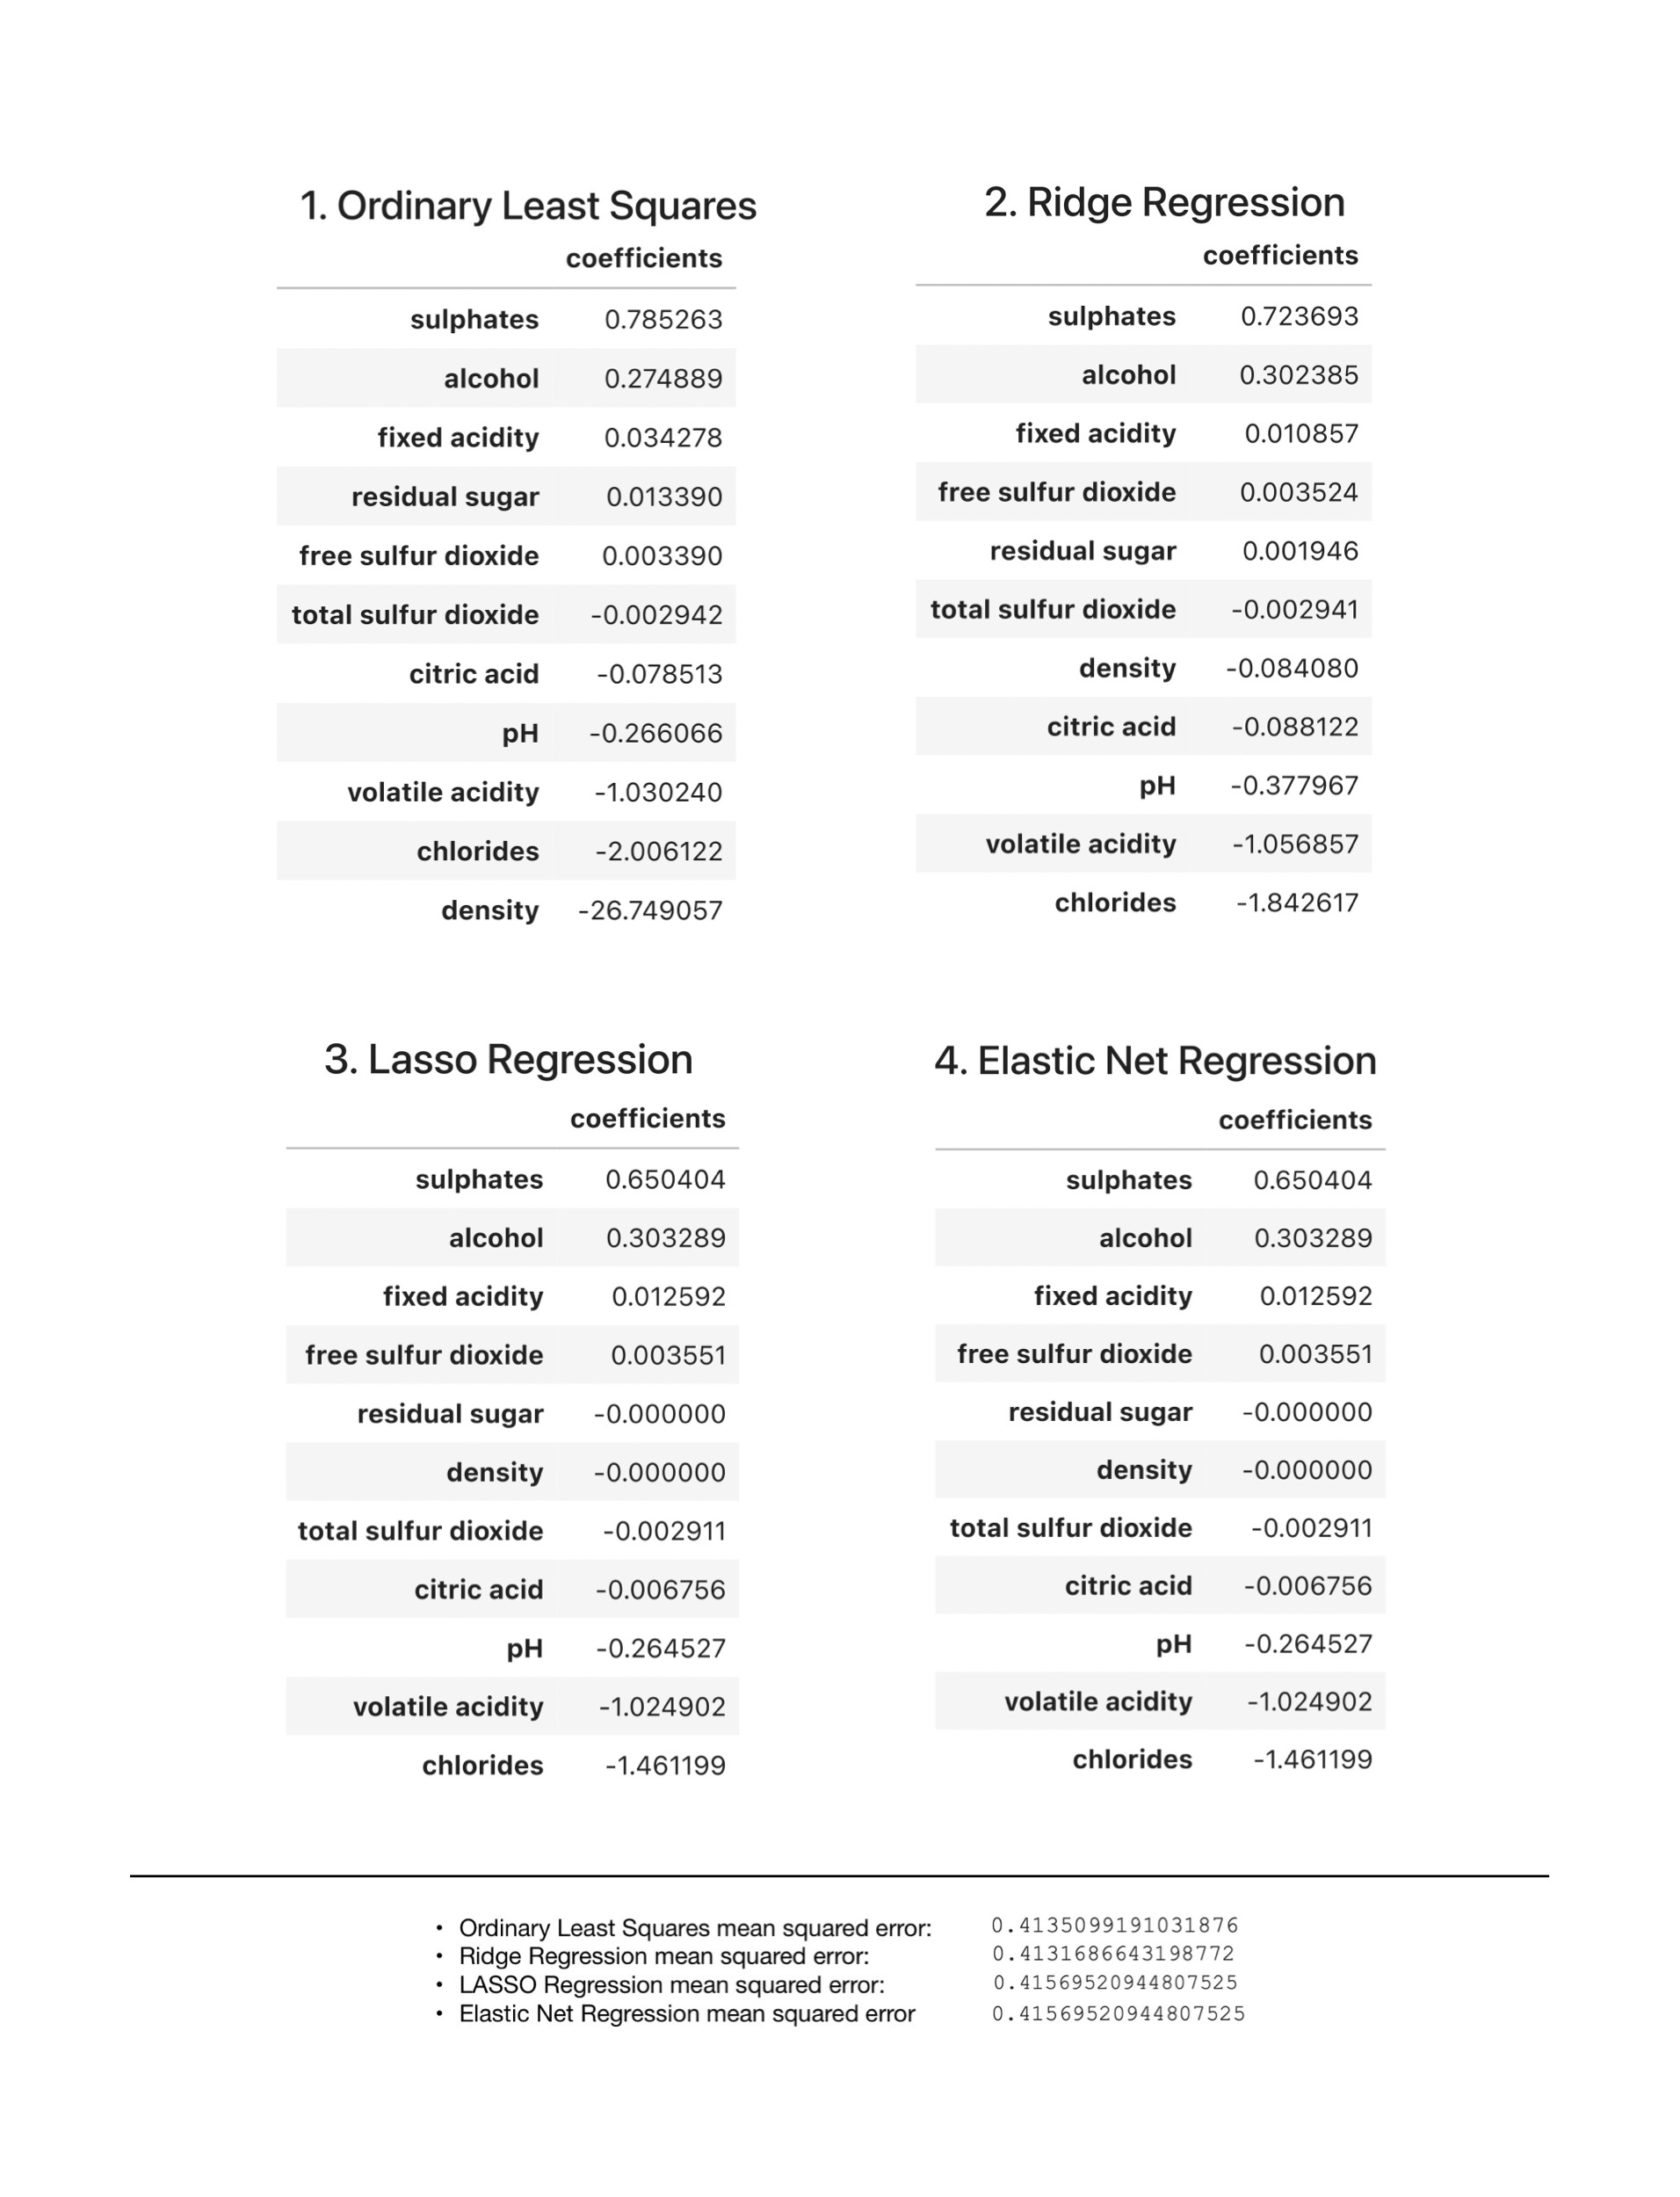 1. Ordinary Least Squares
coefficients
sulphates 0.785263
alcohol 0.274889
fixed acidity 0.034278
residual sugar 0.013390
free sulfur dioxide 0.003390
total sulfur dioxide -0.002942
citric acid -0.078513
pH -0.266066
volatile acidity -1.030240
chlorides -2.006122
density -26.749057
2. Ridge Regression
coefficients
sulphates 0.723693
alcohol 0.302385
fixed acidity 0.010857
free sulfur dioxide 0.003524
residual sugar 0.001946
total sulfur dioxide -0.002941
density -0.084080
citric acid -0.088122
pH -0.377967
volatile acidity -1.056857
chlorides -1.842617
3. Lasso Regression
coefficients
sulphates 0.650404
alcohol 0.303289
fixed acidity 0.012592
free sulfur dioxide 0.003551
residual sugar -0.000000
density -0.000000
total sulfur dioxide -0.002911
citric acid -0.006756
pH -0.264527
volatile acidity -1.024902
chlorides -1.461199
4. Elastic Net Regression
coefficients
sulphates 0.650404
alcohol 0.303289
fixed acidity 0.012592
free sulfur dioxide 0.003551
residual sugar -0.000000
density -0.000000
total sulfur dioxide -0.002911
citric acid -0.006756
pH -0.264527
volatile acidity -1.024902
chlorides -1.461199
• Ordinary Least Squares mean squared error: 0.4135099191031876
• Ridge Regression mean squared error: 0.4131686643198772
• LASSO Regression mean squared error: 0.41569520944807525
• Elastic Net Regression mean squared error 0.41569520944807525